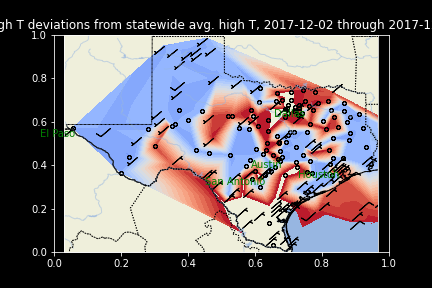 gh T deviations from statewide avg. high T, 2017-12-02 through 2017-1
1.0
0.8
0.6
0.4
0.2
0.0
El Paso
Dallas
Austin
Houston
San Antonio
0.0 0.2 0.4 0.6 0.8 1.0